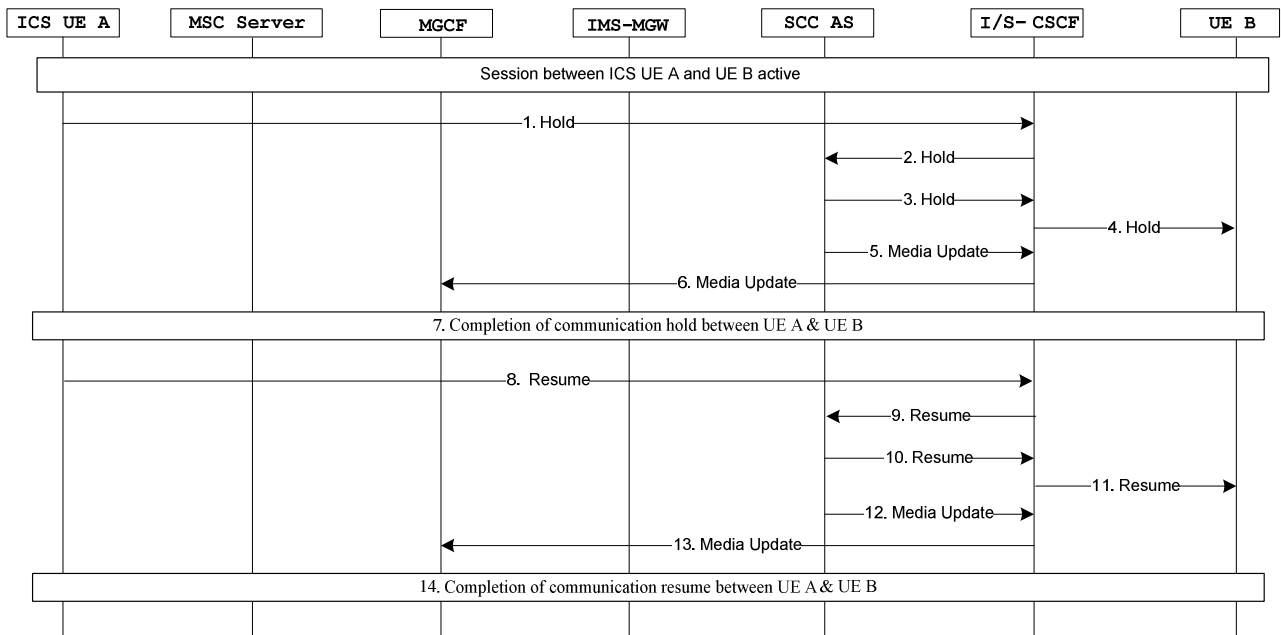 ICS UE A
MSC Server
MGCF
IMS-MGW
SCC AS
I/S- CSCF
UE B
Session between ICS UE A and UE B active
1. Hold
2. Hold
3. Hold
4. Hold
5. Media Update
6. Media Update
7. Completion of communication hold between UE A & UE B
8. Resume
9. Resume
10. Resume
11. Resume
12. Media Update
13. Media Update
14. Completion of communication resume between UE A & UE B